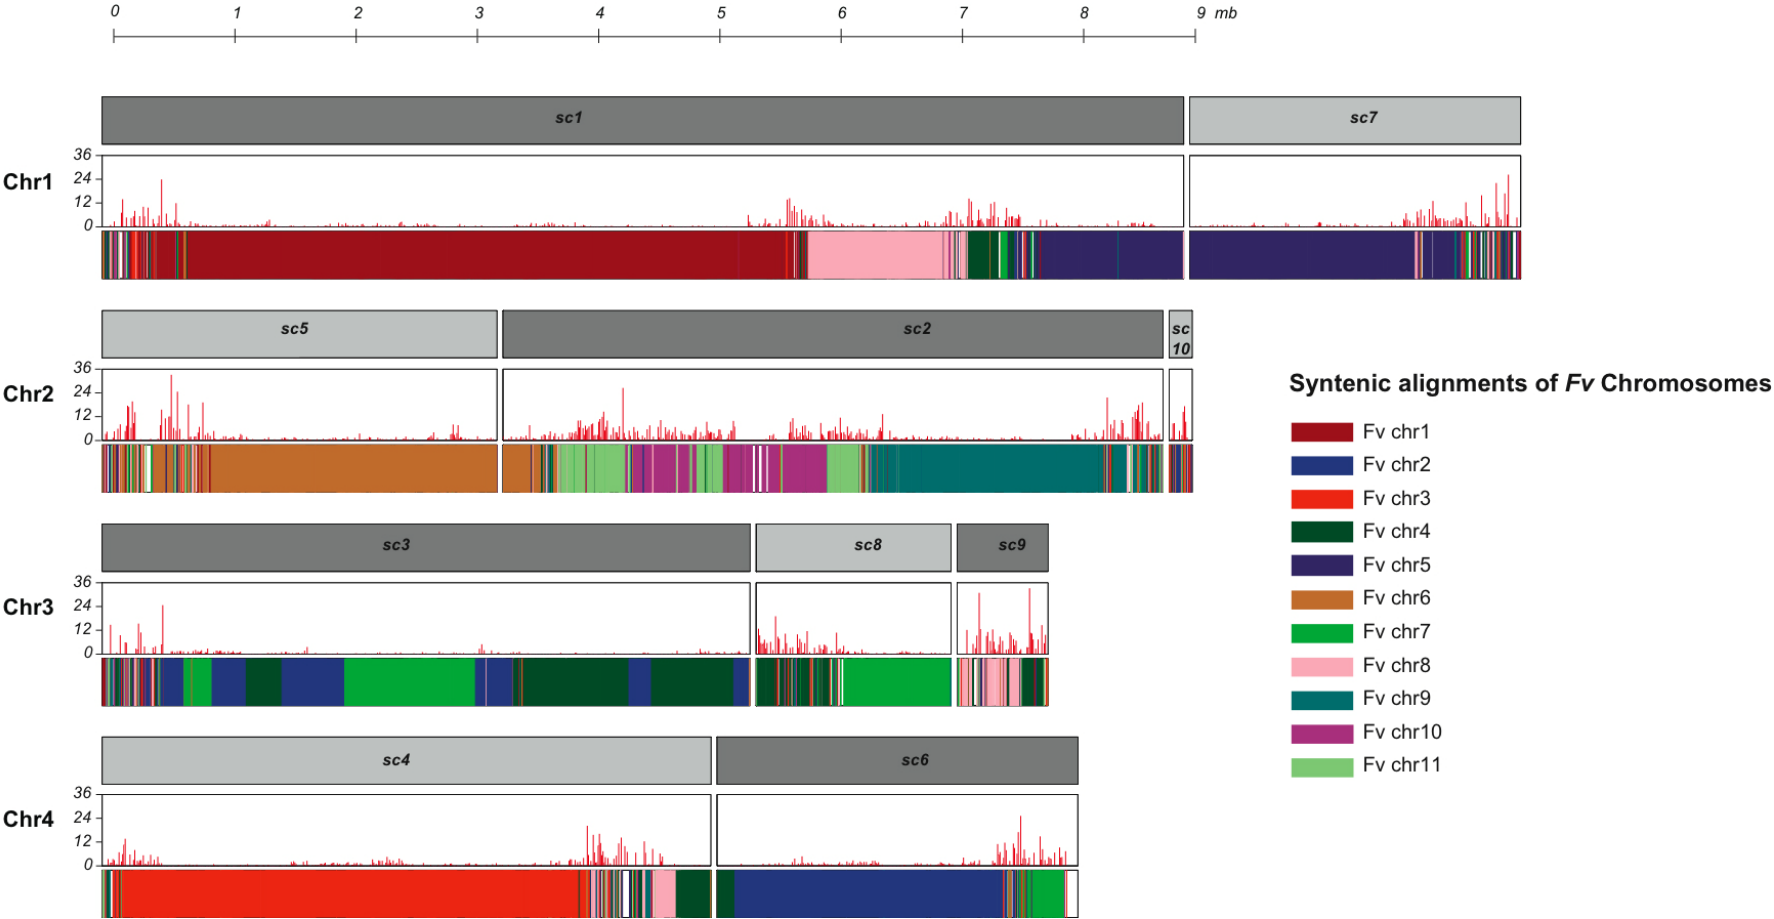 0 1 2 3 4 5 6 7 8 9 mb
sc1 sc7
36
24
12
0
Chr1
sc5 sc2 sc
10
36
24
12
0
Chr2
sc3 sc8 sc9
36
24
12
0
Chr3
sc4 sc6
36
24
12
0
Chr4
Syntenic alignments of Fv Chromosomes
Fv chr1
Fv chr2
Fv chr3
Fv chr4
Fv chr5
Fv chr6
Fv chr7
Fv chr8
Fv chr9
Fv chr10
Fv chr11